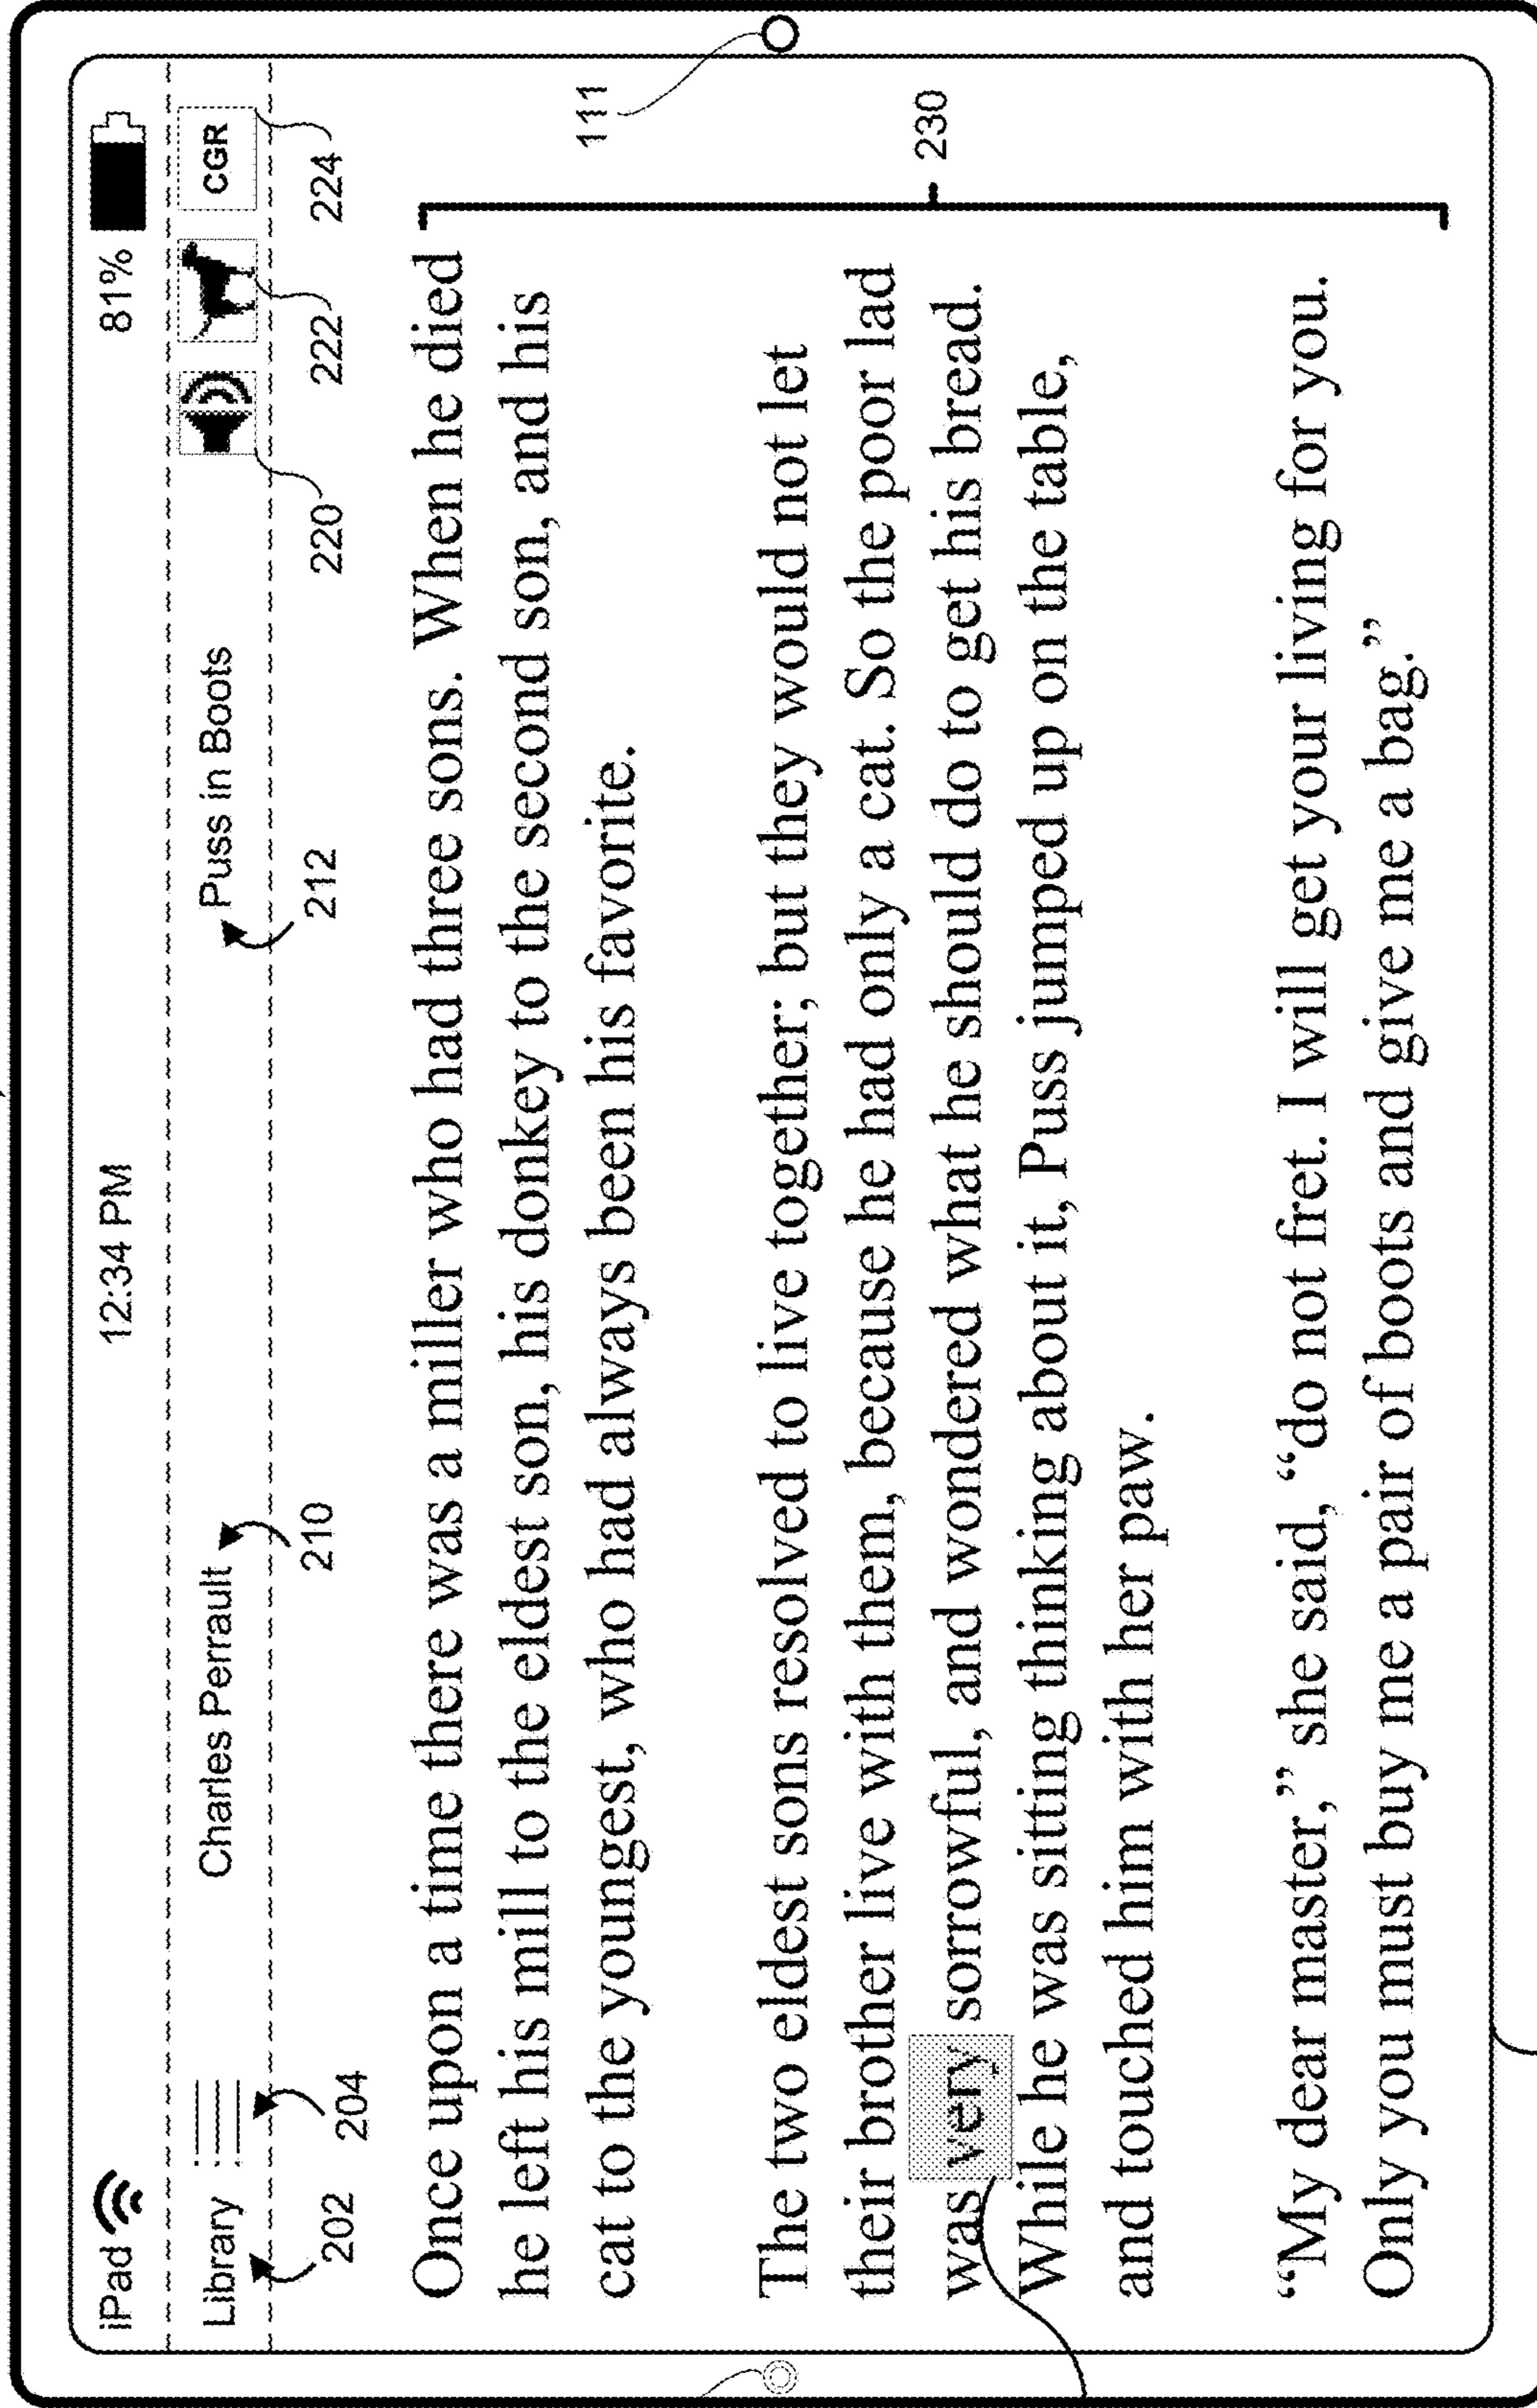 iPad 12:34 PM 81%
Library Charles Perrault Puss in Boots CGR
202 204 210 212 220 222 224
Once upon a time there was a miller who had three sons. When he died
he left his mill to the eldest son, his donkey to the second son, and his
cat to the youngest, who had always been his favorite.
111
The two eldest sons resolved to live together; but they would not let
their brother live with them, because he had only a cat. So the poor lad
was very sorrowful, and wondered what he should do to get his bread.
While he was sitting thinking about it, Puss jumped up on the table,
and touched him with her paw.
230
“My dear master,” she said, “do not fret. I will get your living for you.
Only you must buy me a pair of boots and give me a bag.”